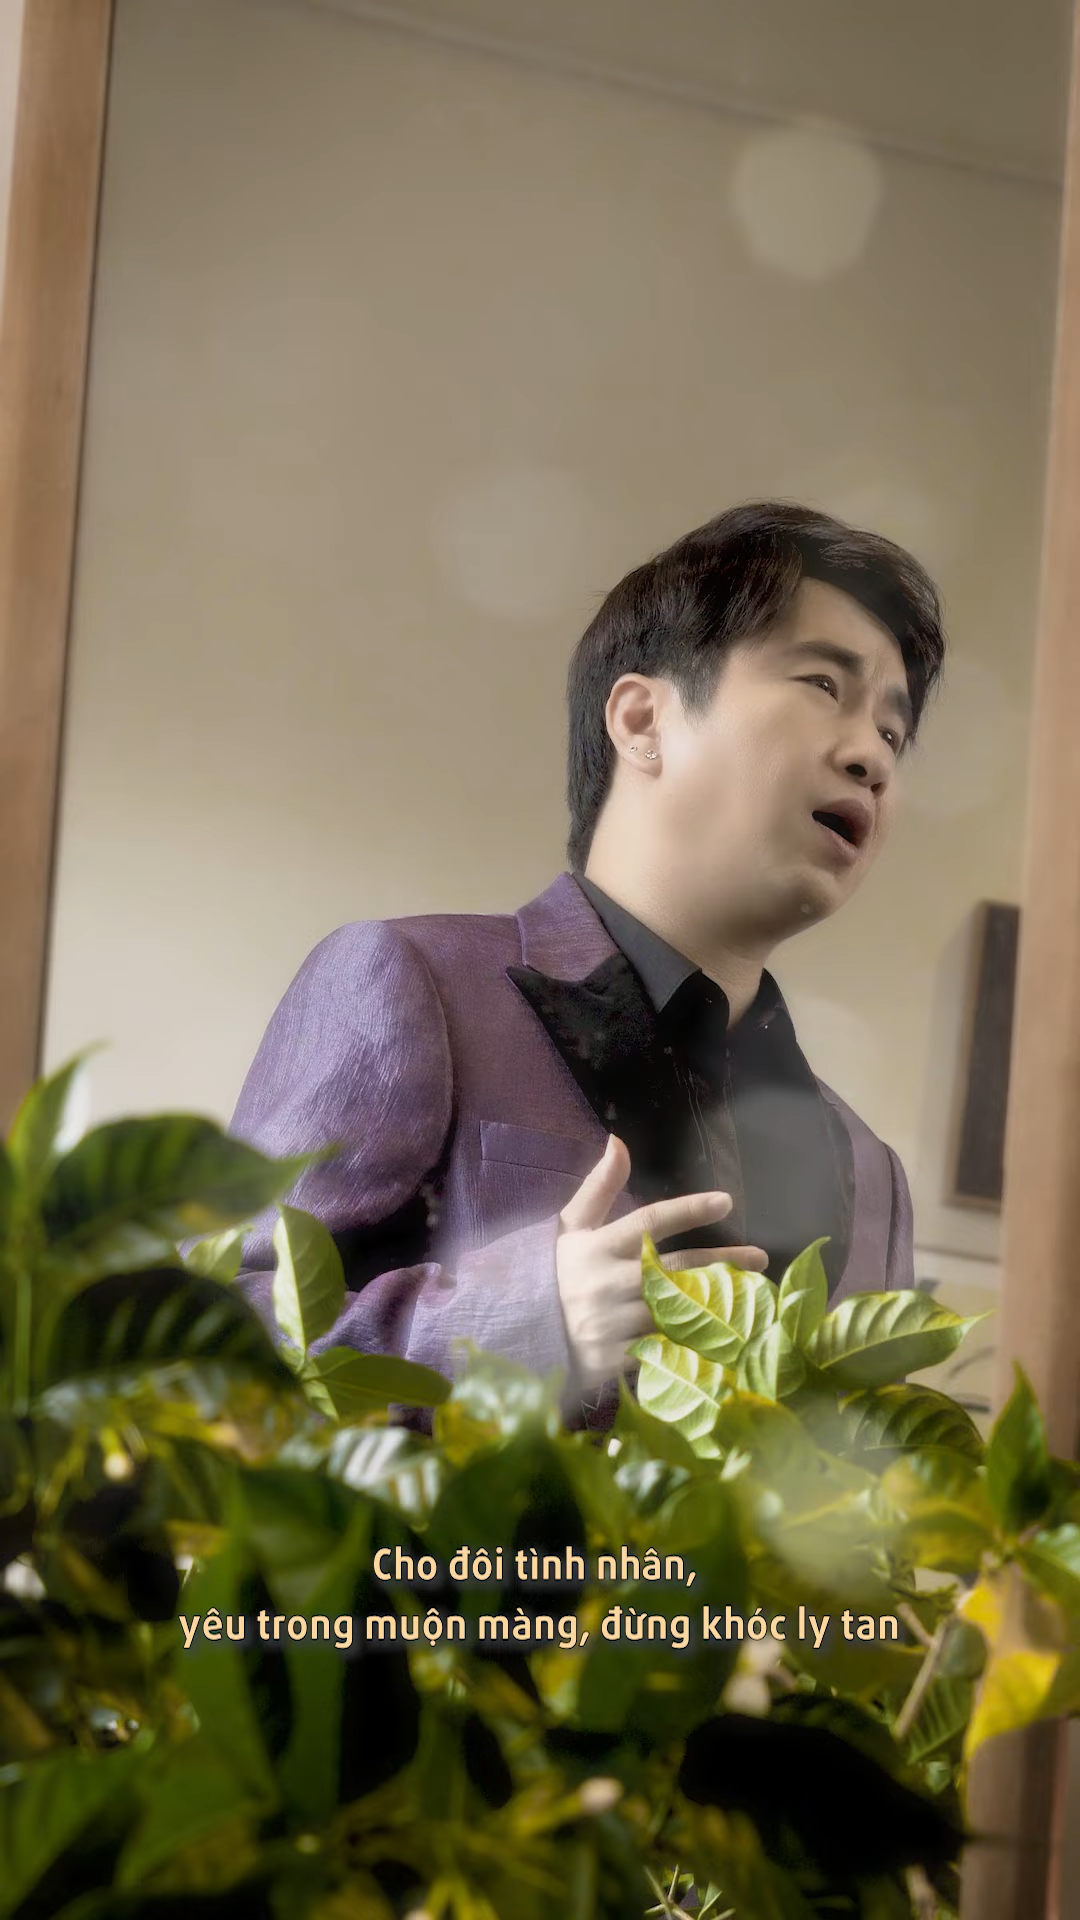 Cho đôi tình nhân,
yêu trong muộn màng, đừng khóc ly tan